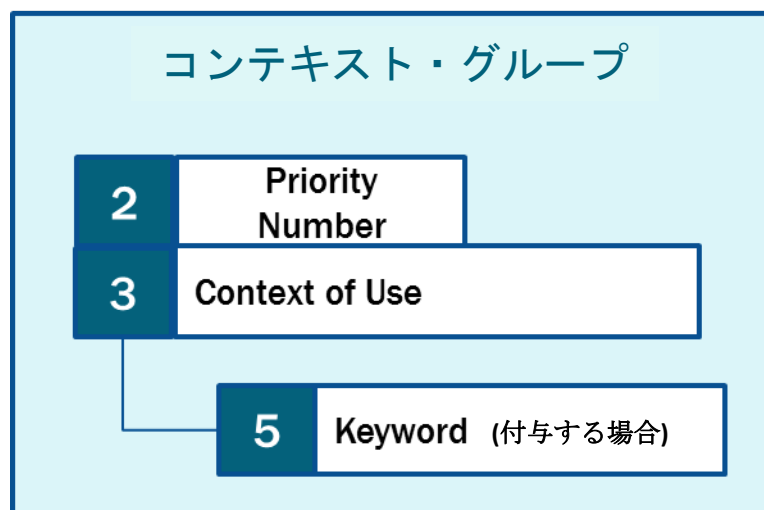 コンテキスト・グループ
2
Priority
Number
3
Context of Use
5
Keyword (付与する場合)